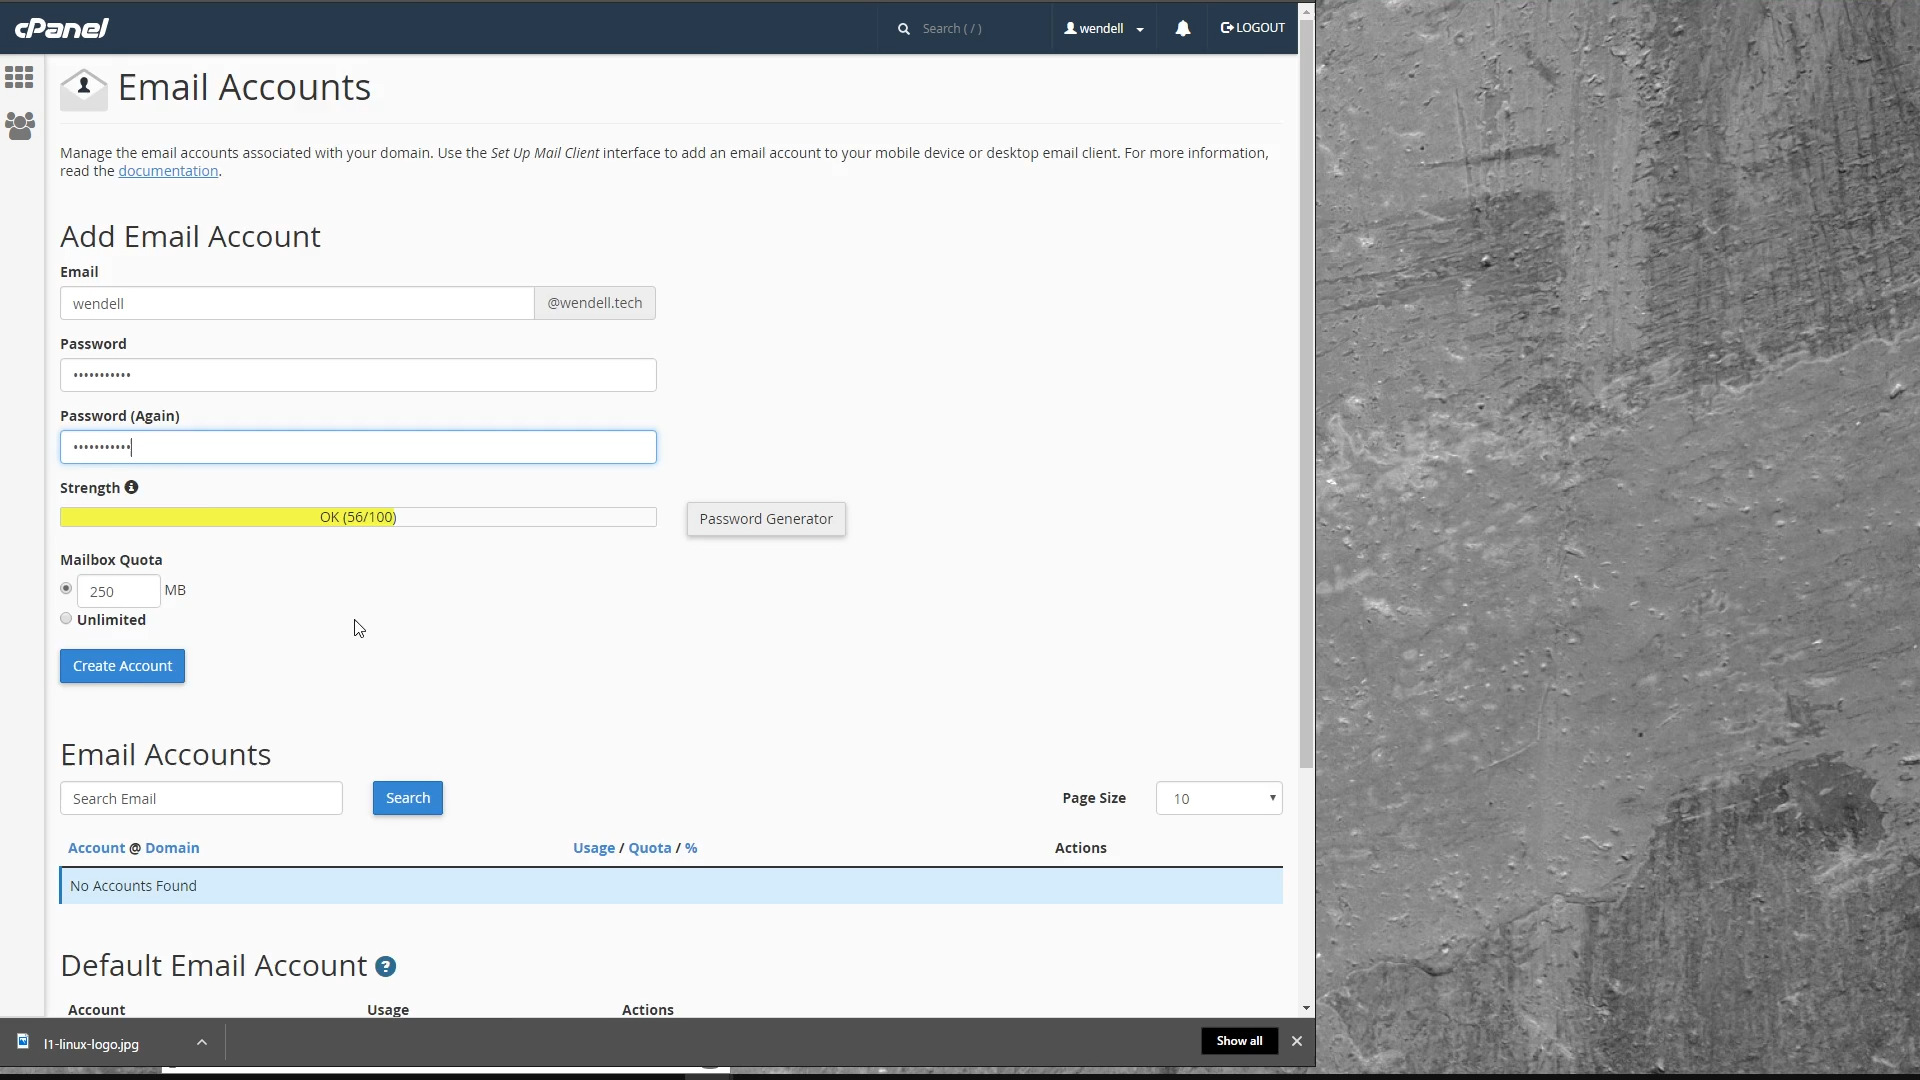 cPanel
Search ( / )
wendell
LOGOUT
Email Accounts
Manage the email accounts associated with your domain. Use the Set Up Mail Client interface to add an email account to your mobile device or desktop email client. For more information,
read the documentation.
Add Email Account
Email
wendell
@wendell.tech
Password
•••••••••••
Password (Again)
•••••••••••
Strength
OK (56/100)
Password Generator
Mailbox Quota
250
MB
Unlimited
Create Account
Email Accounts
Search Email
Search
Page Size
10
Account @ Domain
Usage / Quota / %
Actions
No Accounts Found
Default Email Account
Account
Usage
Actions
l1-linux-logo.jpg
Show all